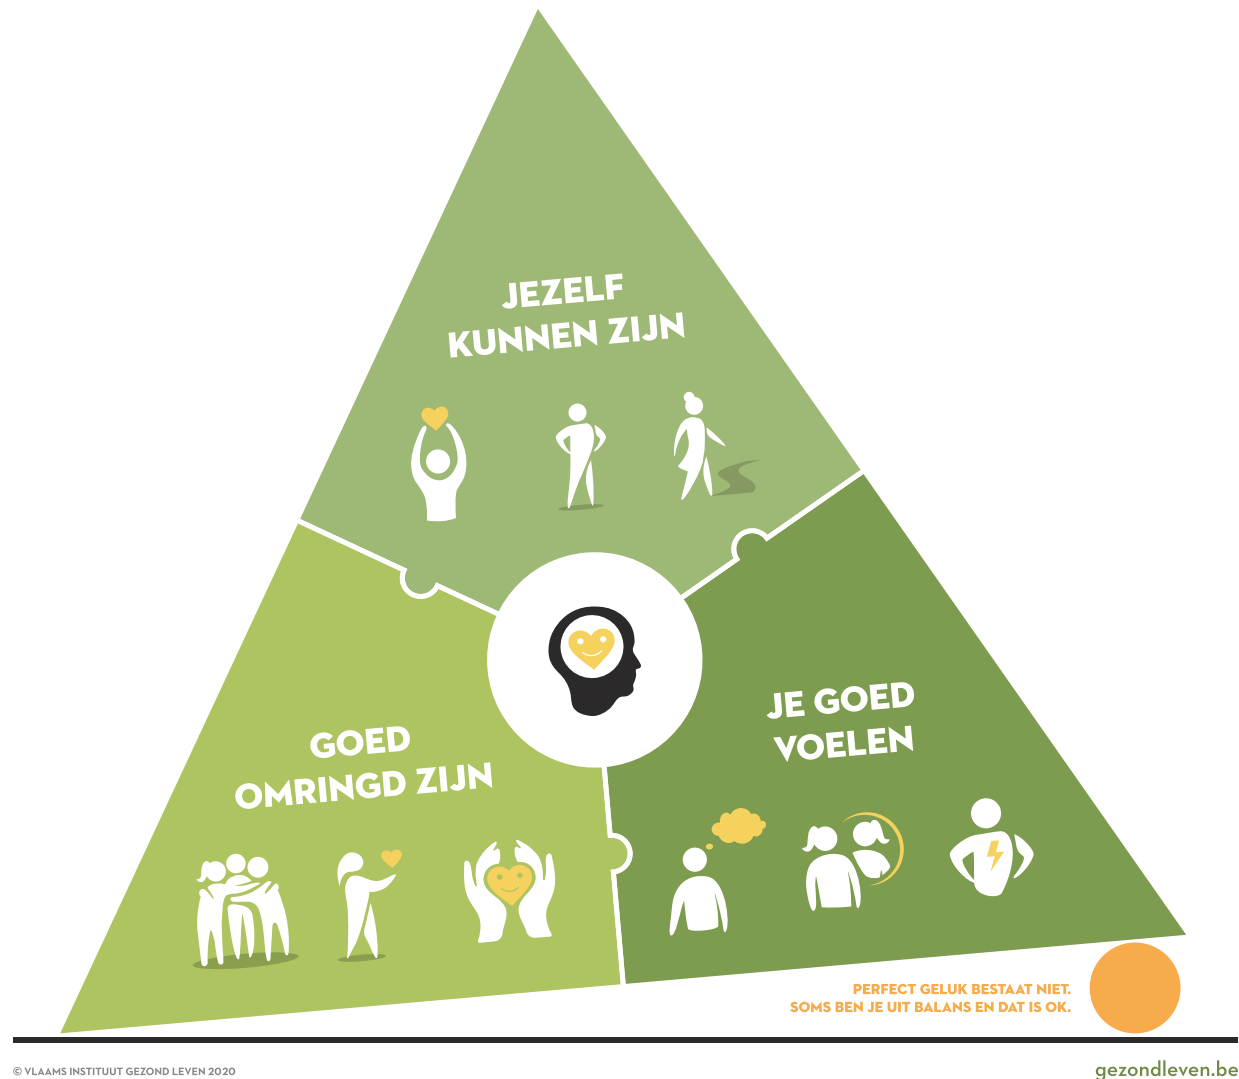 JEZELF
KUNNEN ZIJN
GOED
OMRINGD ZIJN
JE GOED
VOELEN
PERFECT GELUK BESTAAT NIET.
SOMS BEN JE UIT BALANS EN DAT IS OK.
© VLAAMS INSTITUUT GEZOND LEVEN 2020
gezondleven.be